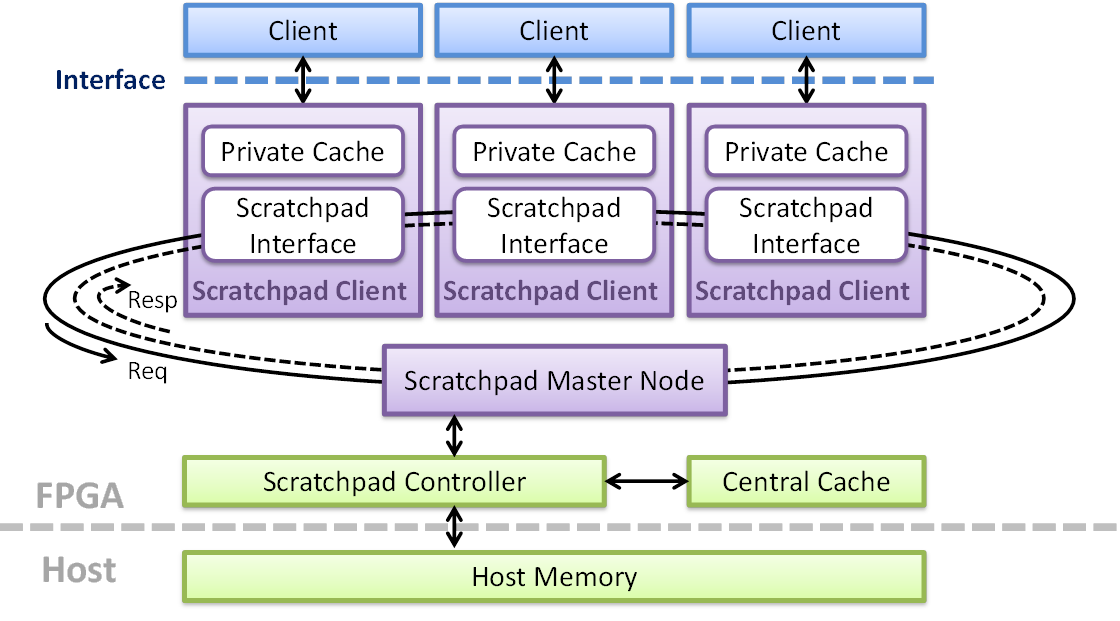 Client Client Client
Interface
Private Cache Private Cache Private Cache
Scratchpad Scratchpad Scratchpad
Interface Interface Interface
Scratchpad Client Scratchpad Client Scratchpad Client
Resp
Req
Scratchpad Master Node
Scratchpad Controller Central Cache
FPGA
Host
Host Memory